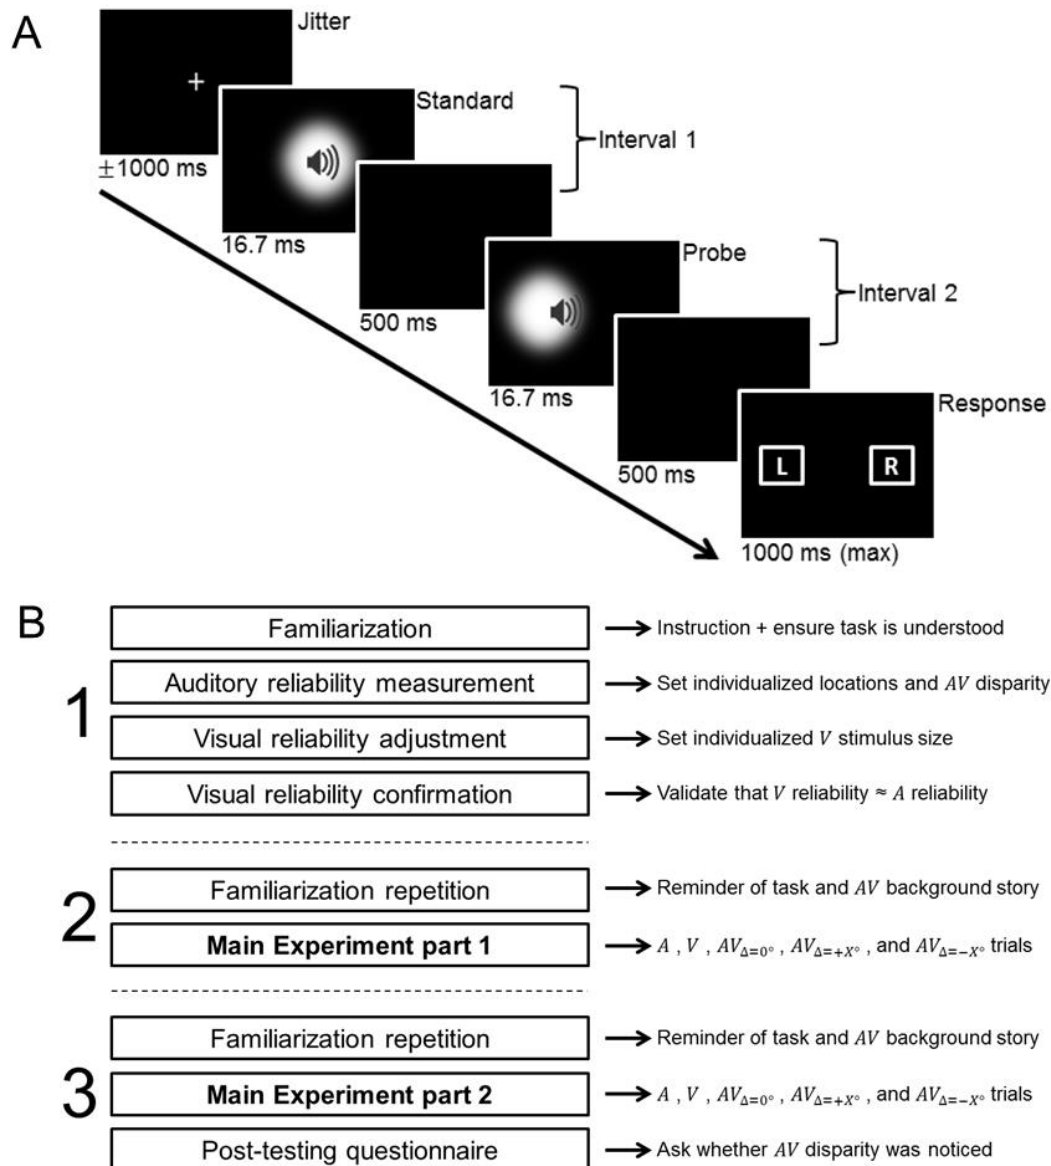 A
Jitter
±1000 ms
Standard
Interval 1
16.7 ms
500 ms
Probe
Interval 2
16.7 ms
500 ms
Response
L R
1000 ms (max)
B
1
Familiarization → Instruction + ensure task is understood
Auditory reliability measurement → Set individualized locations and AV disparity
Visual reliability adjustment → Set individualized V stimulus size
Visual reliability confirmation → Validate that V reliability ≈ A reliability
2
Familiarization repetition → Reminder of task and AV background story
Main Experiment part 1 → A , V , AV_Δ=0° , AV_Δ=+X° , and AV_Δ=−X° trials
3
Familiarization repetition → Reminder of task and AV background story
Main Experiment part 2 → A , V , AV_Δ=0° , AV_Δ=+X° , and AV_Δ=−X° trials
Post-testing questionnaire → Ask whether AV disparity was noticed